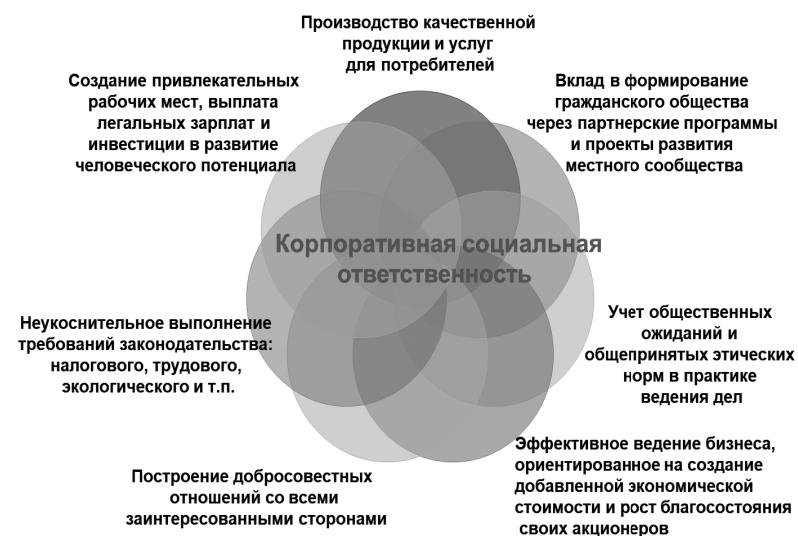 Производство качественной
продукции и услуг
для потребителей
Создание привлекательных
рабочих мест, выплата
легальных зарплат и
инвестиции в развитие
человеческого потенциала
Вклад в формирование
гражданского общества
через партнерские программы
и проекты развития
местного сообщества
Корпоративная социальная
ответственность
Неукоснительное выполнение
требований законодательства:
налогового, трудового,
экологического и т.п.
Учет общественных
ожиданий и
общепринятых этических
норм в практике
ведения дел
Построение добросовестных
отношений со всеми
заинтересованными сторонами
Эффективное ведение бизнеса,
ориентированное на создание
добавленной экономической
стоимости и рост благосостояния
своих акционеров